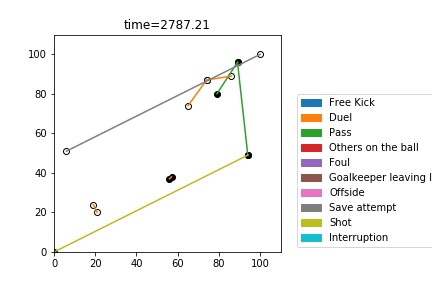 time=2787.21
100
80
60
40
20
0
0 20 40 60 80 100
Free Kick
Duel
Pass
Others on the ball
Foul
Goalkeeper leaving l
Offside
Save attempt
Shot
Interruption